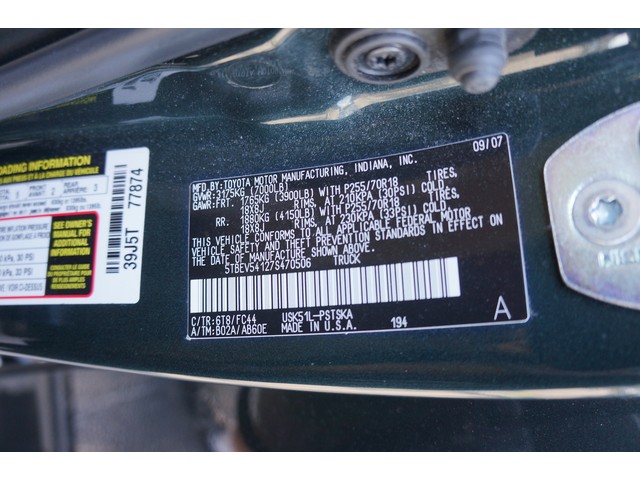 09/07
MFD. BY: TOYOTA MOTOR MANUFACTURING, INDIANA, INC.
GVWR: 3175KG (7000LB)
GAWR: FRT. 1765KG (3900LB) WITH P255/70R18 TIRES,
18X8J RIMS, AT 210KPA (30PSI) COLD
RR. 1880KG (4150LB) WITH P255/70R18 TIRES,
18X8J RIMS, AT 230KPA (33PSI) COLD
THIS VEHICLE CONFORMS TO ALL APPLICABLE FEDERAL MOTOR
VEHICLE SAFETY STANDARDS IN EFFECT ON THE
DATE OF MANUFACTURE SHOWN ABOVE.
5TBEV54127S470506 TRUCK
C/TR: 6T8/FC44 USK51L-PSTSKA
A/TM: B02A/AB60E MADE IN U.S.A. 194
A
LOADING INFORMATION
SEE OWNER'S
MANUAL FOR
ADDITIONAL
INFORMATION
39J5T 77874